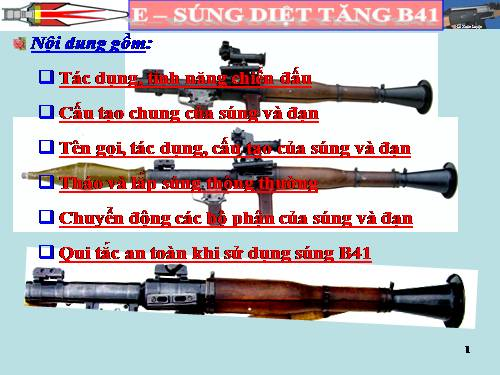 E – SÚNG DIỆT TĂNG B41
Nội dung gồm:
Tác dụng, tính năng chiến đấu
Cấu tạo chung của súng và đạn
Tên gọi, tác dụng, cấu tạo của súng và đạn
Tháo và lắp súng thông thường
Chuyển động các bộ phận của súng và đạn
Qui tắc an toàn khi sử dụng súng B41
1